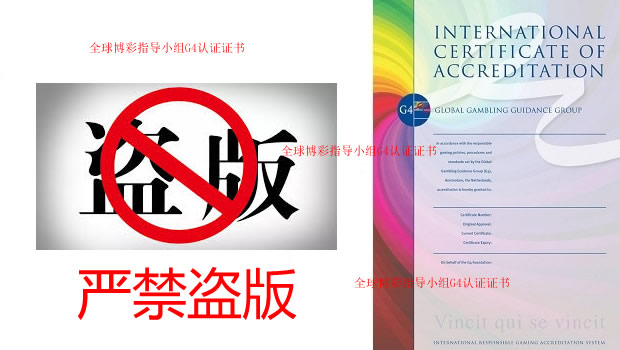 全球博彩指导小组G4认证证书
盗版
严禁盗版
全球博彩指导小组G4认证证书
全球博彩指导小组G4认证证书
INTERNATIONAL
CERTIFICATE OF
ACCREDITATION
G4
GLOBAL GAMBLING GUIDANCE GROUP
In accordance with the responsible
gaming policies, procedures and
standards set by the Global
Gambling Guidance Group (G4),
Amsterdam, the Netherlands,
accreditation is hereby granted to:
Certificate Number:
Original Approval:
Current Certificate:
Certificate Expiry:
On behalf of the G4 Foundation:
Vincit qui se vincit
INTERNATIONAL RESPONSIBLE GAMING ACCREDITATION SYSTEM